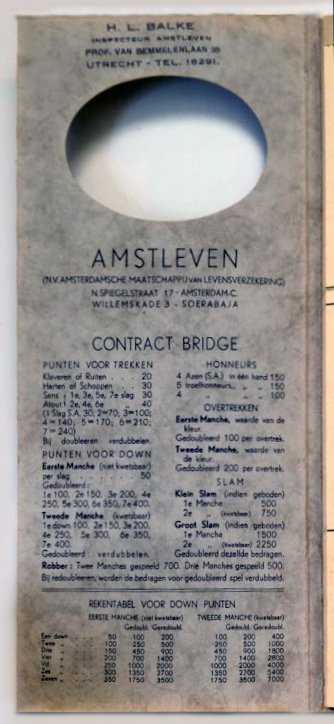 H. L. BALKE
INSPECTEUR AMSTLEVEN
PROF. VAN BEMMELENLAAN 36
UTRECHT - TEL. 16291.
AMSTLEVEN
(N.V. AMSTERDAMSCHE MAATSCHAPPIJ VAN LEVENSVERZEKERING)
N. SPIEGELSTRAAT 17 - AMSTERDAM-C.
WILLEMSKADE 3 - SOERABAJA
CONTRACT BRIDGE
PUNTEN VOOR TREKKEN
Klaveren of Ruiten . . . 20
Harten of Schoppen . . 30
Sans 1e, 3e, 5e, 7e slag 30
Atout 2e, 4e, 6e „ 40
(1 Slag S.A. 30; 2=70; 3=100;
4=140; 5=170; 6=210;
7=240)
Bij doubleeren verdubbelen.
PUNTEN VOOR DOWN
Eerste Manche (niet kwetsbaar)
per slag . . . . 50
Gedoubleerd:
1e 100, 2e 150, 3e 200, 4e
250, 5e 300, 6e 350, 7e 400.
Tweede Manche (kwetsbaar)
1e down 100, 2e 150, 3e 200,
4e 250, 5e 300, 6e 350,
7e 400.
Gedoubleerd: verdubbelen.
HONNEURS
4 Azen (S.A.) in één hand 150
5 troefhonneurs „ „ 150
4 „ „ „ 100
OVERTREKKEN
Eerste Manche, waarde van de
kleur.
Gedoubleerd 100 per overtrek.
Tweede Manche, waarde van
de kleur.
Gedoubleerd 200 per overtrek.
SLAM
Klein Slam (indien geboden)
1e Manche 500
2e „ (kwetsbaar) 750
Groot Slam (indien geboden)
1e Manche 1500
2e „ (kwetsbaar) 2250
Gedoubleerd dezelfde bedragen.
Robber: Twee Manches gespeeld 700. Drie Manches gespeeld 500.
Bij redoubleeren, worden de bedragen voor gedoubleerd spel verdubbeld.
REKENTABEL VOOR DOWN PUNTEN
EERSTE MANCHE (niet kwetsbaar) TWEEDE MANCHE (kwetsbaar)
Gedoubl. Geredoubl. Gedoubl. Geredoubl.
Een down 50 100 200 100 200 400
Twee „ 100 250 500 250 500 1000
Drie „ 150 450 900 450 900 1800
Vier „ 200 700 1400 700 1400 2800
Vijf „ 250 1000 2000 1000 2000 4000
Zes „ 300 1350 2700 1350 2700 5400
Zeven „ 350 1750 3500 1750 3500 7000